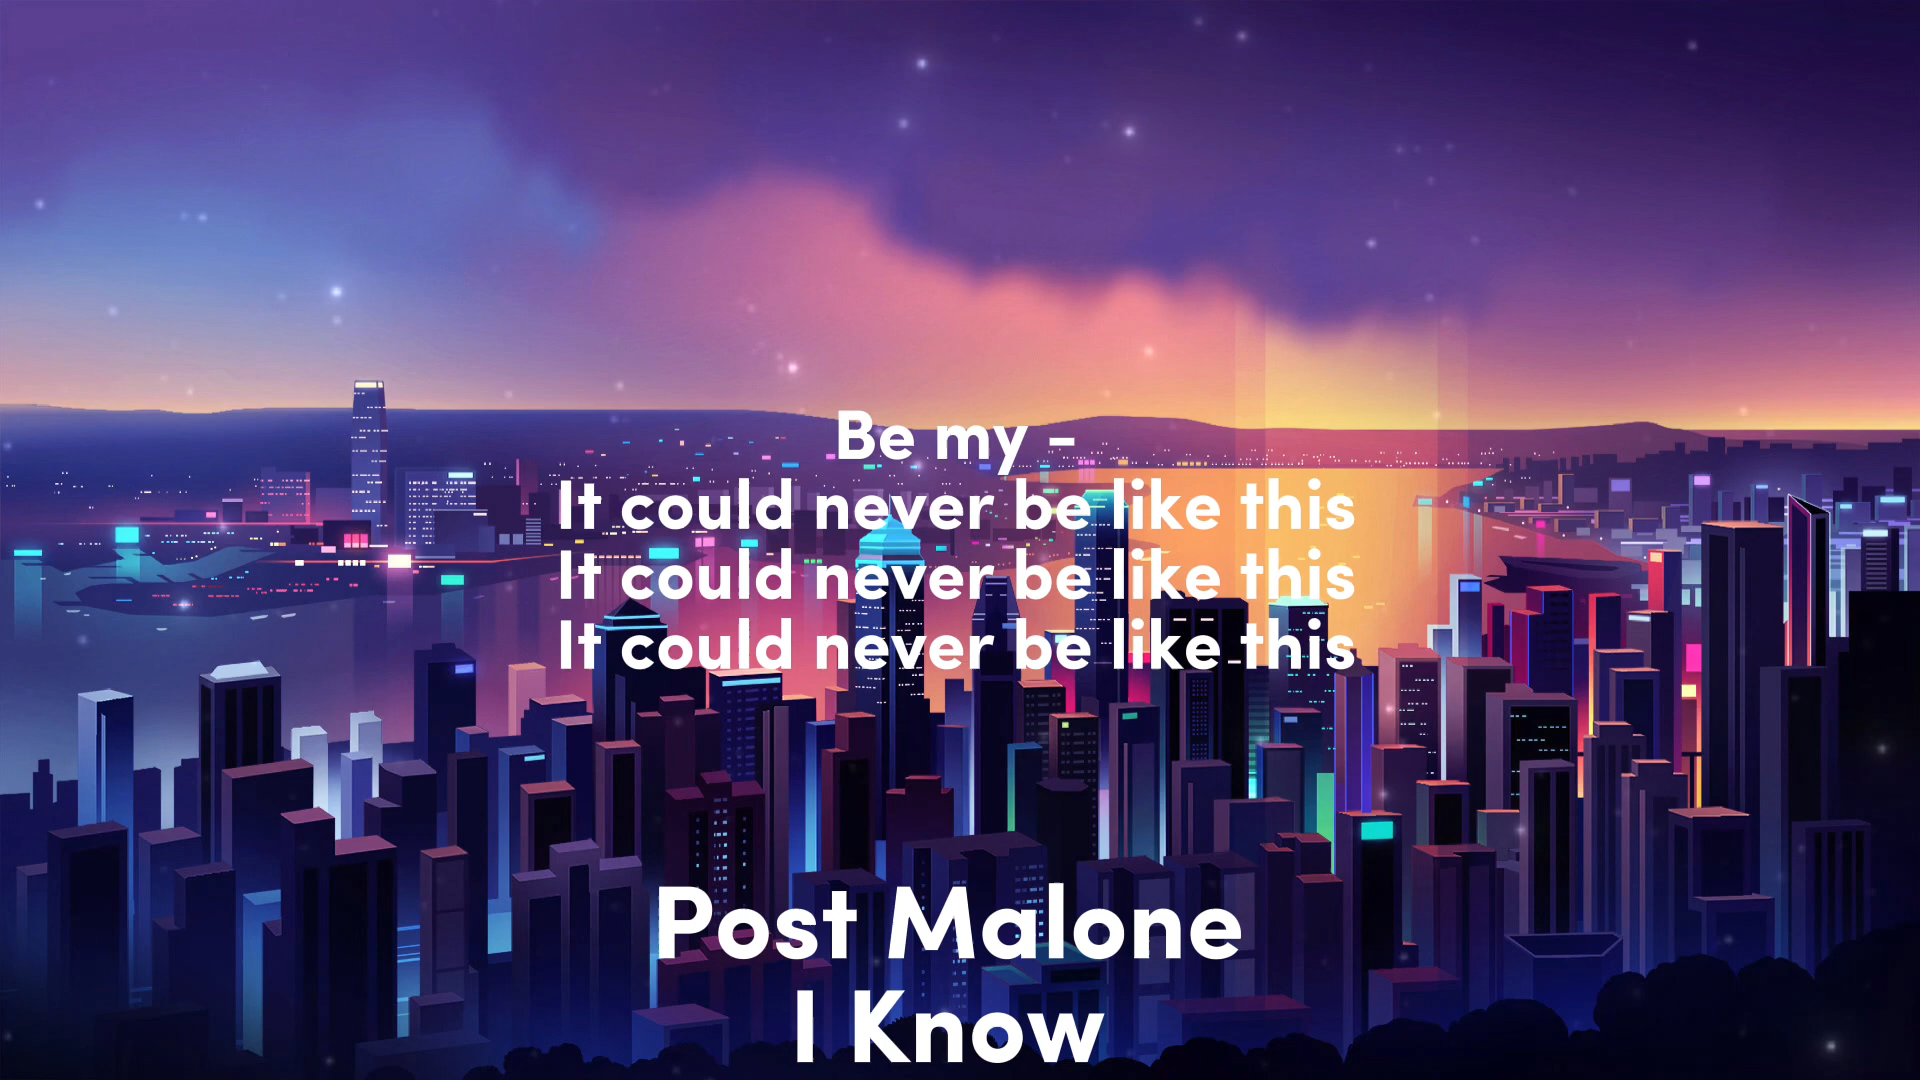 Be my -
It could never be like this
It could never be like this
It could never be like this
Post Malone
I Know